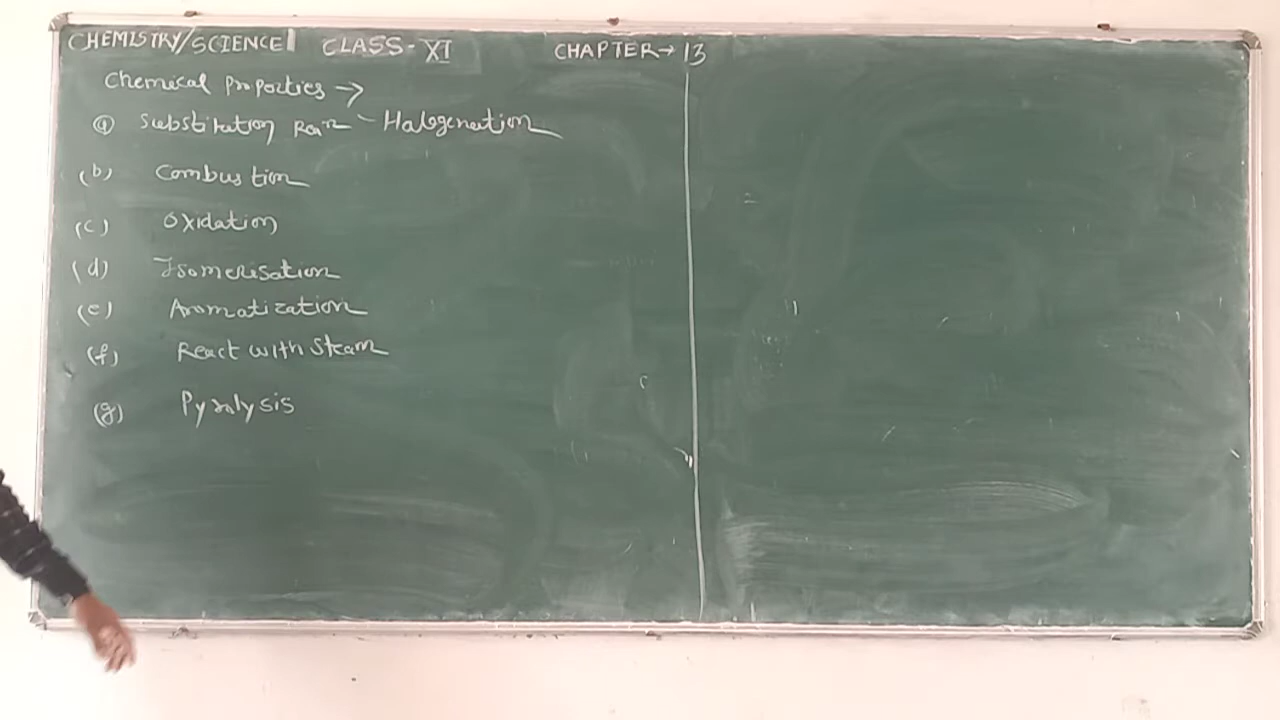 CHEMISTRY/SCIENCE CLASS-XI CHAPTER→13
Chemical Properties →
(a) Substitution Rxn - Halogenation
(b) Combustion
(c) Oxidation
(d) Isomerisation
(e) Aromatization
(f) React with Steam
(g) Pyrolysis